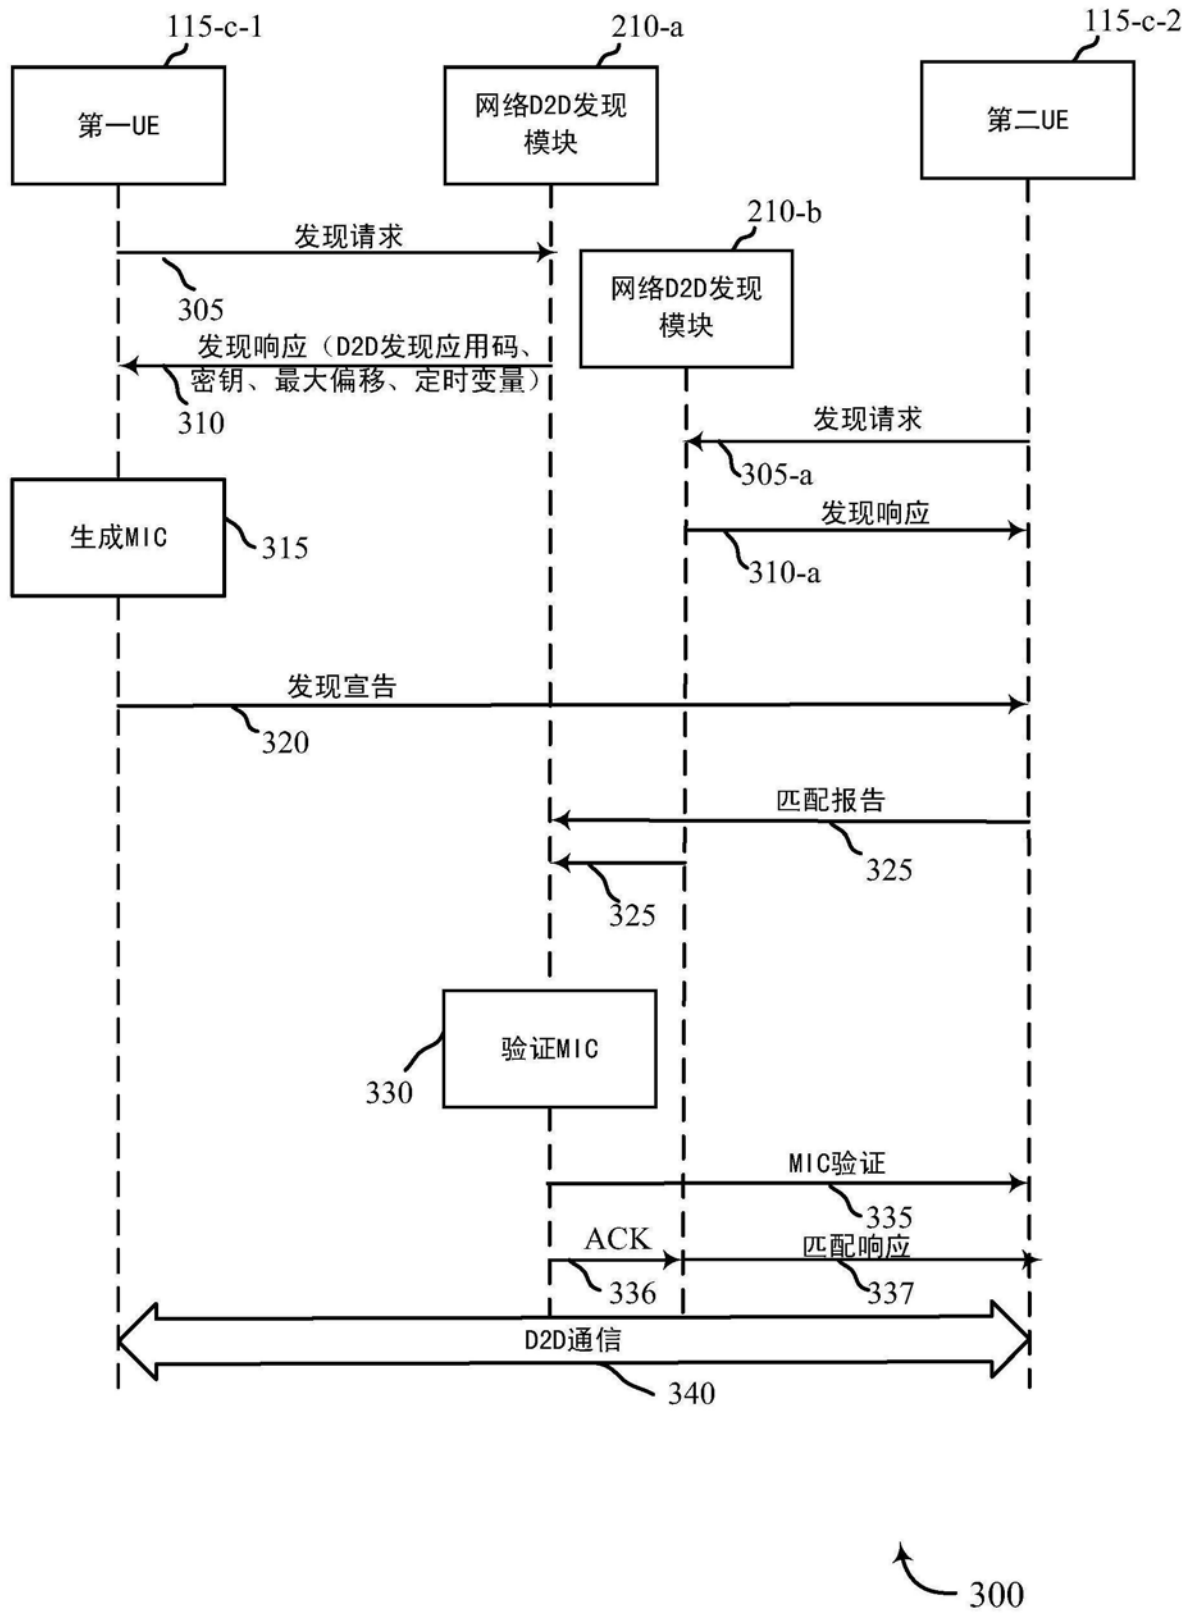 115-c-1
210-a
115-c-2
第一UE
网络D2D发现
模块
第二UE
210-b
发现请求
305
网络D2D发现
模块
发现响应（D2D发现应用码、
密钥、最大偏移、定时变量）
310
发现请求
305-a
生成MIC
315
发现响应
310-a
发现宣告
320
匹配报告
325
325
验证MIC
330
MIC验证
335
ACK
匹配响应
336
337
D2D通信
340
300